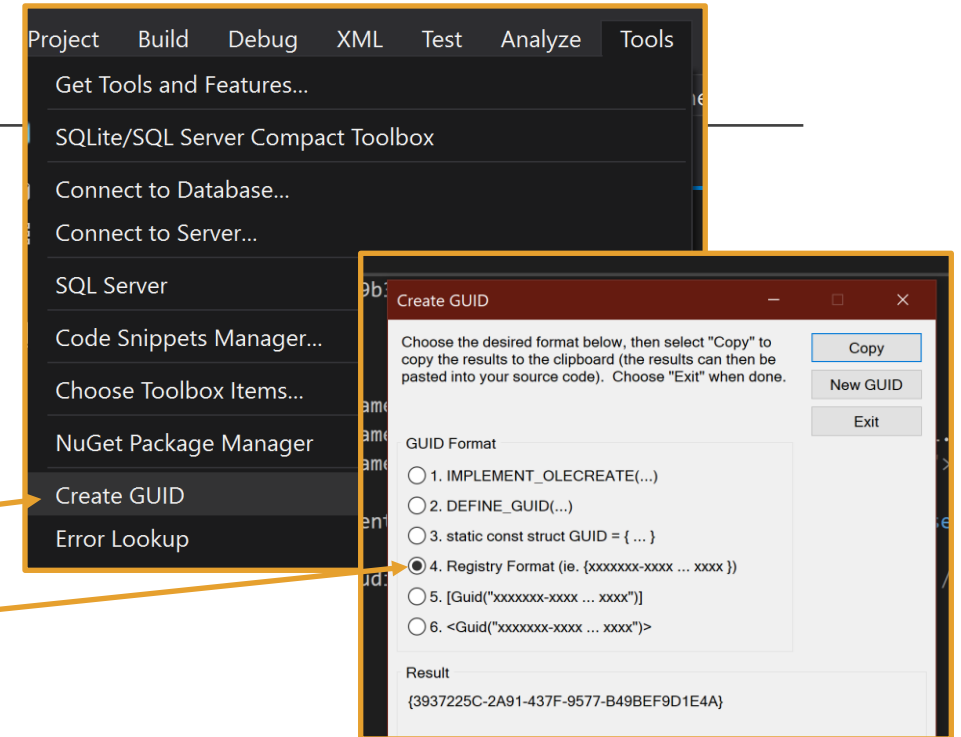 Project Build Debug XML Test Analyze Tools
Get Tools and Features...
SQLite/SQL Server Compact Toolbox
Connect to Database...
Connect to Server...
SQL Server
Code Snippets Manager...
Choose Toolbox Items...
NuGet Package Manager
Create GUID
Error Lookup
Create GUID
Choose the desired format below, then select "Copy" to
copy the results to the clipboard (the results can then be
pasted into your source code). Choose "Exit" when done.
Copy
New GUID
Exit
GUID Format
1. IMPLEMENT_OLECREATE(...)
2. DEFINE_GUID(...)
3. static const struct GUID = { ... }
4. Registry Format (ie. {xxxxxxx-xxxx ... xxxx })
5. [Guid("xxxxxxx-xxxx ... xxxx")]
6. <Guid("xxxxxxx-xxxx ... xxxx")>
Result
{3937225C-2A91-437F-9577-B49BEF9D1E4A}